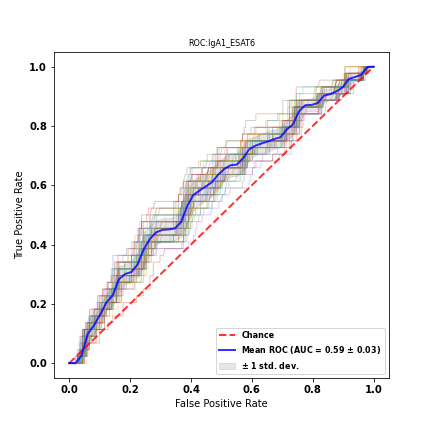 ROC:IgA1_ESAT6
True Positive Rate
1.0
0.8
0.6
0.4
0.2
0.0
Chance
Mean ROC (AUC = 0.59 ± 0.03)
± 1 std. dev.
0.0 0.2 0.4 0.6 0.8 1.0
False Positive Rate